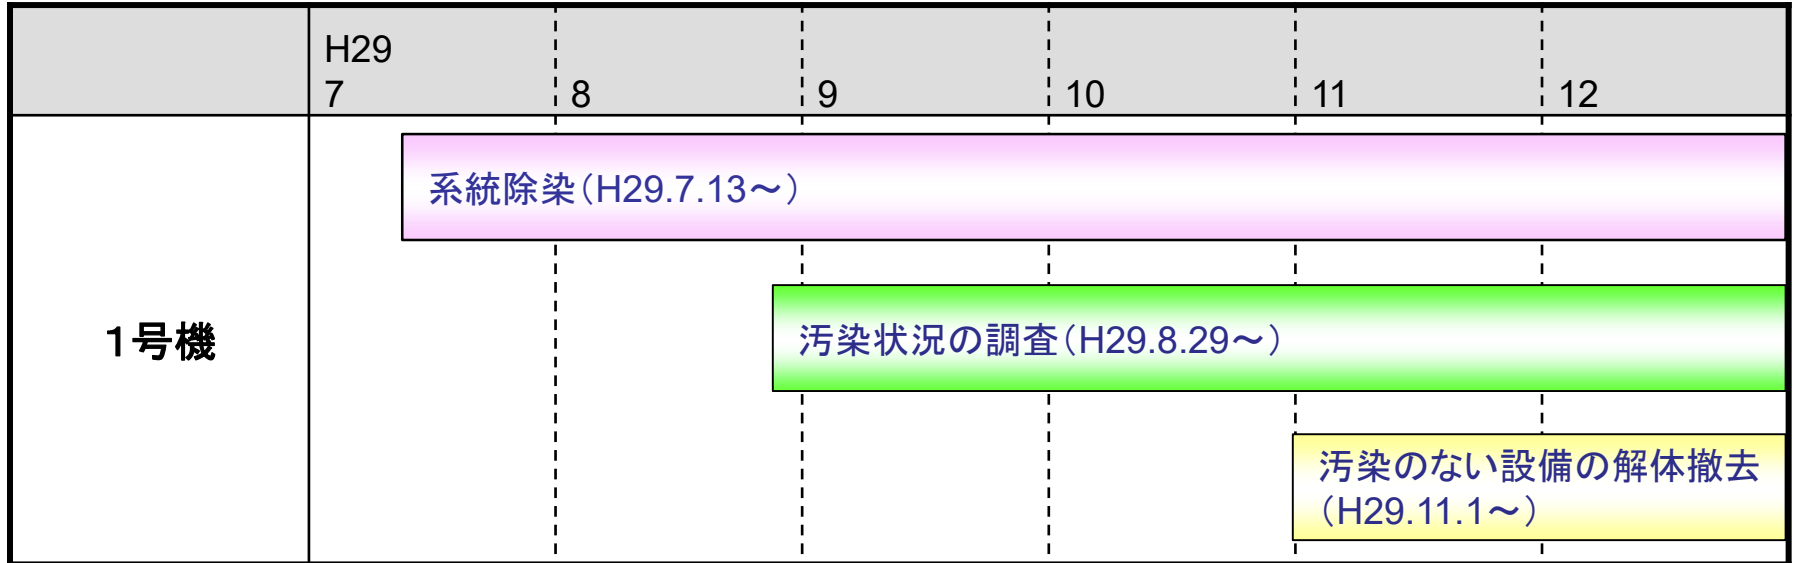 H29
7 8 9 10 11 12
系統除染（H29.7.13～）
1号機
汚染状況の調査（H29.8.29～）
汚染のない設備の解体撤去
（H29.11.1～）